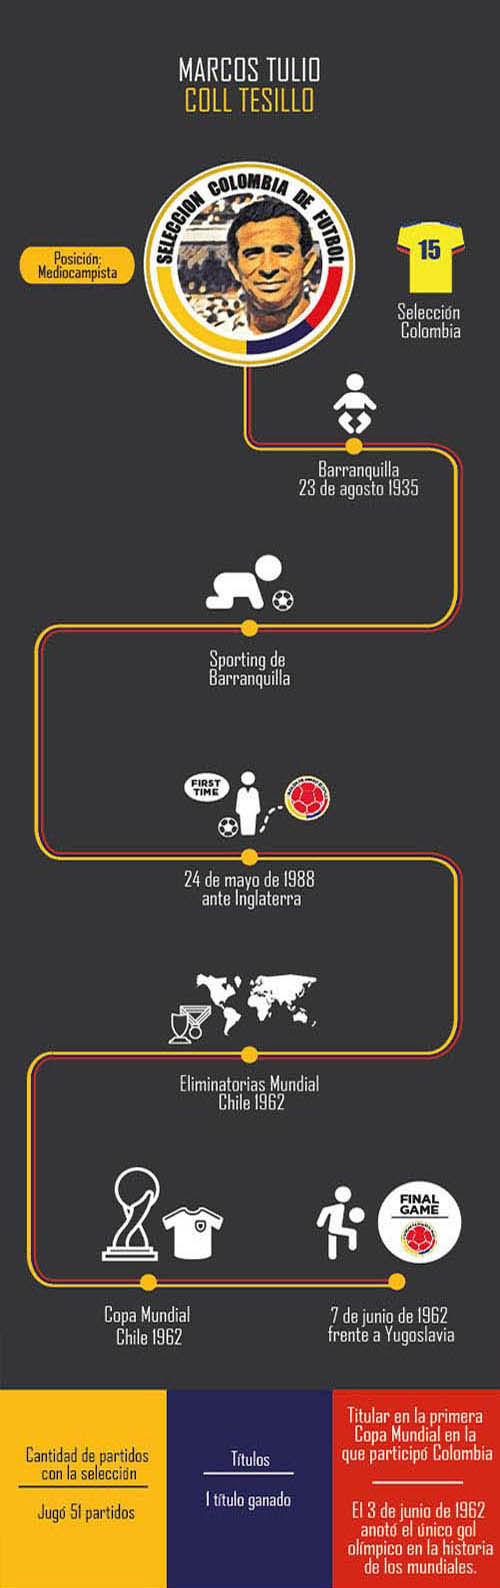 MARCOS TULIO
COLL TESILLO
SELECCION COLOMBIA DE FUTBOL
Posición:
Mediocampista
15
Selección
Colombia
Barranquilla
23 de agosto 1935
Sporting de
Barranquilla
FIRST
TIME
24 de mayo de 1988
ante Inglaterra
Eliminatorias Mundial
Chile 1962
FINAL
GAME
Copa Mundial
Chile 1962
7 de junio de 1962
frente a Yugoslavia
Cantidad de partidos
con la selección
Jugó 51 partidos
Títulos
1 título ganado
Titular en la primera
Copa Mundial en la
que participó Colombia
El 3 de junio de 1962
anotó el único gol
olímpico en la historia
de los mundiales.